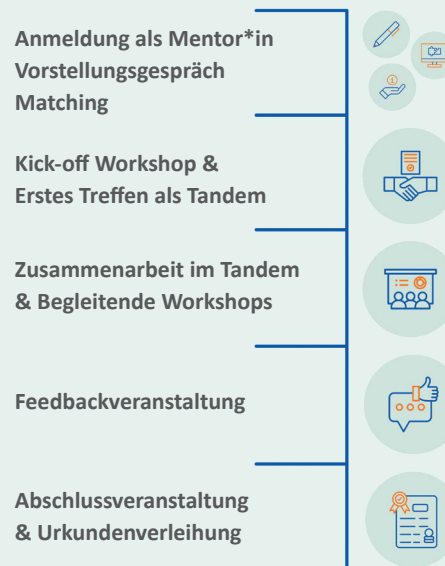 Anmeldung als Mentor*in
Vorstellungsgespräch
Matching
Kick-off Workshop &
Erstes Treffen als Tandem
Zusammenarbeit im Tandem
& Begleitende Workshops
Feedbackveranstaltung
Abschlussveranstaltung
& Urkundenverleihung